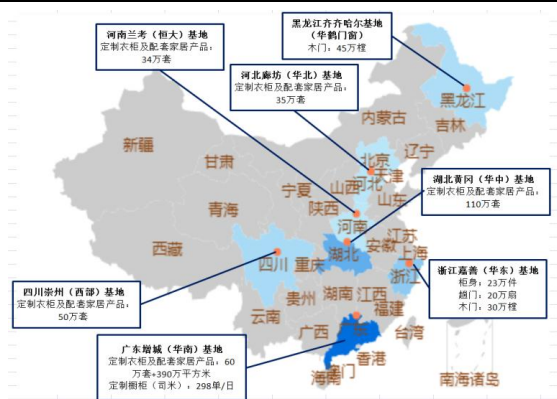 河南兰考（恒大）基地
定制衣柜及配套家居产品：
34万套
黑龙江齐齐哈尔基地
（华鹤门窗）
木门：45万樘
河北廊坊（华北）基地
定制衣柜及配套家居产品：
35万套
湖北黄冈（华中）基地
定制衣柜及配套家居产品：
110万套
浙江嘉善（华东）基地
柜身：23万件
趟门：20万扇
木门：30万樘
四川崇州（西部）基地
定制衣柜及配套家居产品：
50万套
广东增城（华南）基地
定制衣柜及配套家居产品：60
万套+390万平方米
定制橱柜（司米）：298单/日
黑龙江
内蒙古
吉林
新疆
辽宁
北京
甘肃
天津
河北
宁夏
山西
山东
青海
陕西
河南
江苏
西藏
安徽
上海
湖北
四川
重庆
浙江
湖南
江西
贵州
福建
云南
广西
台湾
香港
澳门
海南
南海诸岛